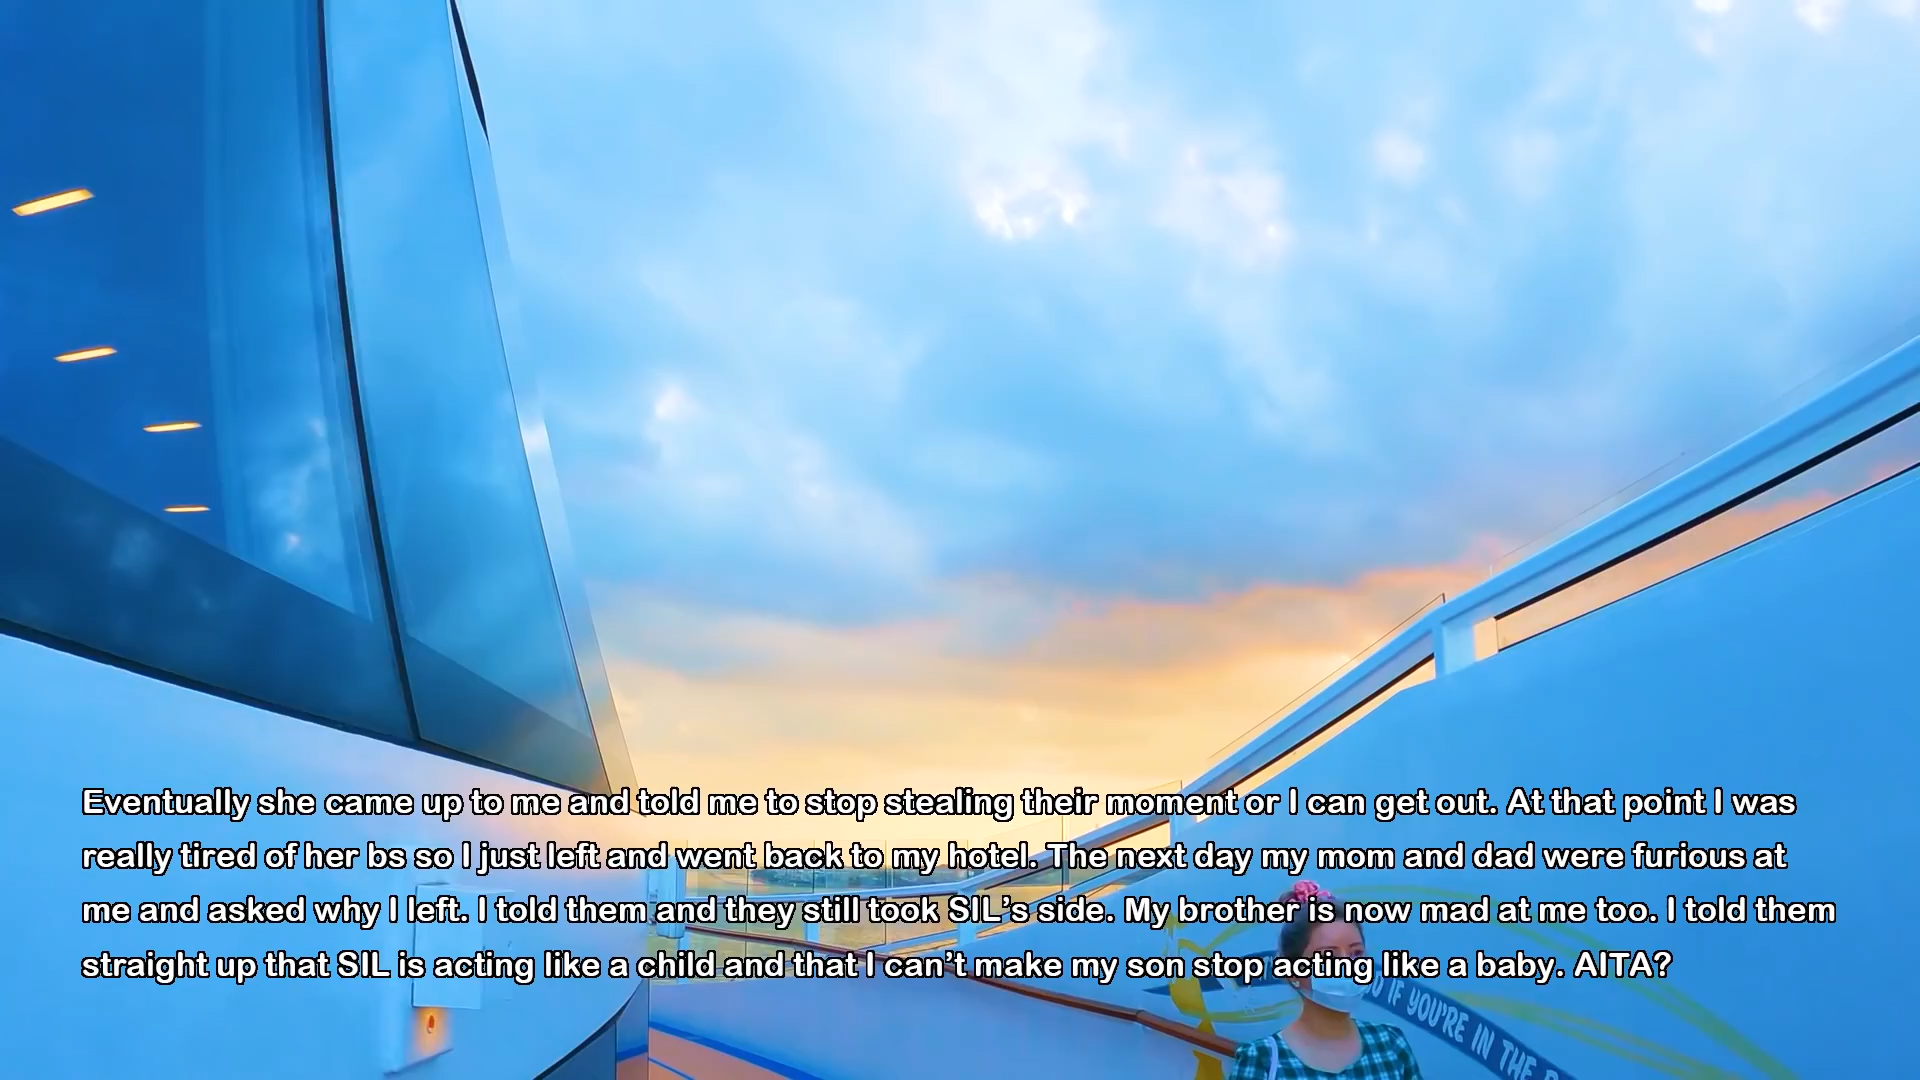 Eventually she came up to me and told me to stop stealing their moment or I can get out. At that point I was
really tired of her bs so I just left and went back to my hotel. The next day my mom and dad were furious at
me and asked why I left. I told them and they still took SIL’s side. My brother is now mad at me too. I told them
straight up that SIL is acting like a child and that I can’t make my son stop acting like a baby. AITA?
IF YOU'RE IN THE